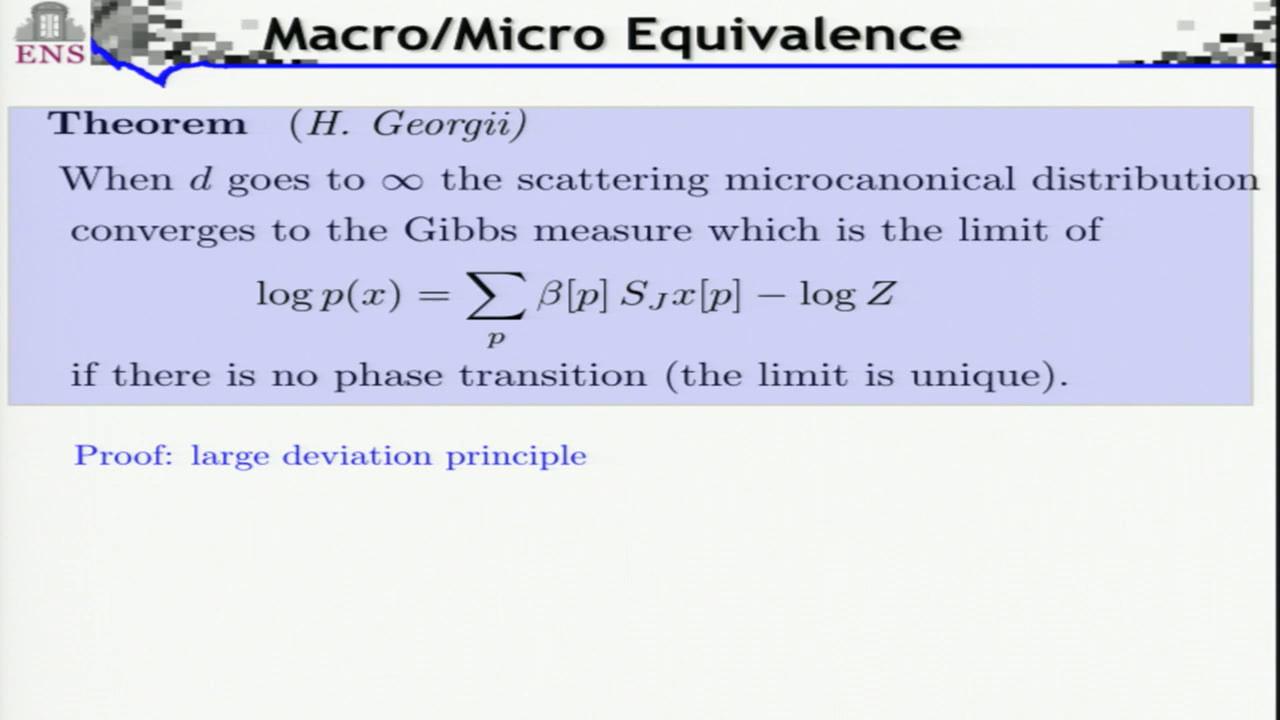 ENS
Macro/Micro Equivalence
Theorem (H. Georgii)
When d goes to ∞ the scattering microcanonical distribution
converges to the Gibbs measure which is the limit of
log p(x) = ∑_p β[p] S_J x[p] − log Z
if there is no phase transition (the limit is unique).
Proof: large deviation principle